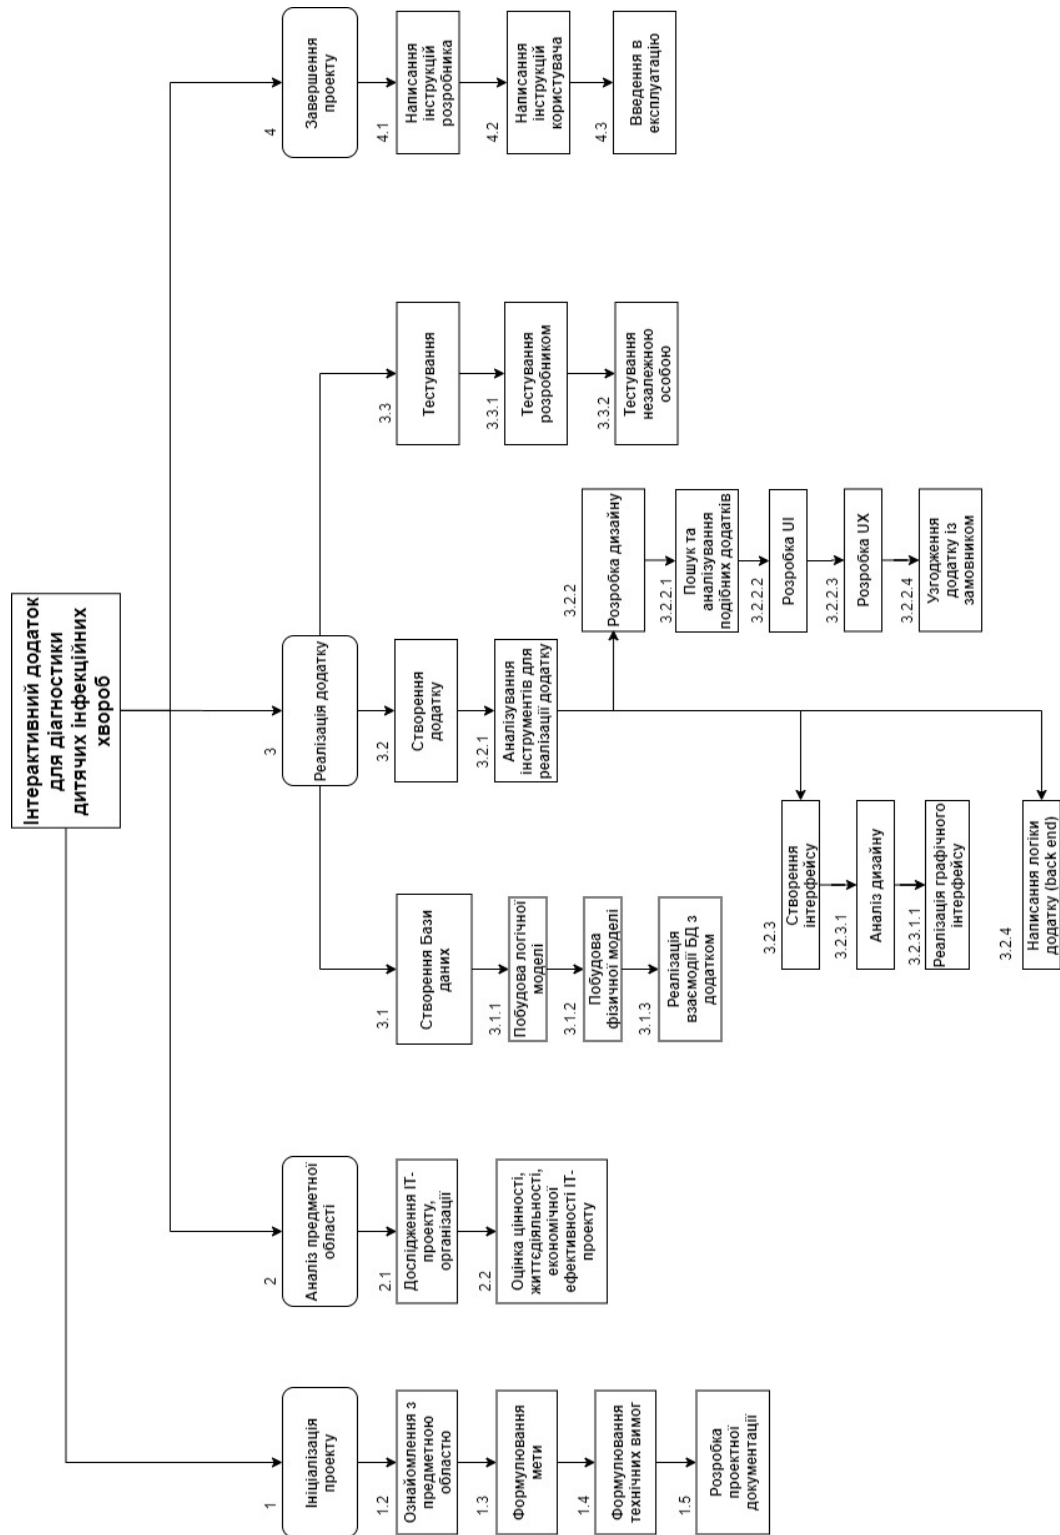 Інтерактивний додаток
для діагностики
дитячих інфекційних
хвороб
1
Ініціалізація
проекту
1.2
Ознайомлення з
предметною
областю
1.3
Формулювання
мети
1.4
Формулювання
технічних вимог
1.5
Розробка
проектної
документації
2
Аналіз предметної
області
2.1
Дослідження ІТ-
проекту,
організації
2.2
Оцінка цінності,
життєдіяльності,
економічної
ефективності ІТ-
проекту
3
Реалізація додатку
3.1
Створення Бази
даних
3.1.1
Побудова логічної
моделі
3.1.2
Побудова
фізичної моделі
3.1.3
Реалізація
взаємодії БД з
додатком
3.2
Створення
додатку
3.2.1
Аналізування
інструментів для
реалізації додатку
3.2.2
Розробка дизайну
3.2.2.1
Пошук та
аналізування
подібних додатків
3.2.2.2
Розробка UI
3.2.2.3
Розробка UX
3.2.2.4
Узгодження
додатку із
замовником
3.2.3
Створення
інтерфейсу
3.2.3.1
Аналіз дизайну
3.2.3.1.1
Реалізація графічного
інтерфейсу
3.2.4
Написання логіки
додатку (back end)
3.3
Тестування
3.3.1
Тестування
розробником
3.3.2
Тестування
незалежною
особою
4
Завершення
проекту
4.1
Написання
інструкцій
розробника
4.2
Написання
інструкцій
користувача
4.3
Введення в
експлуатацію